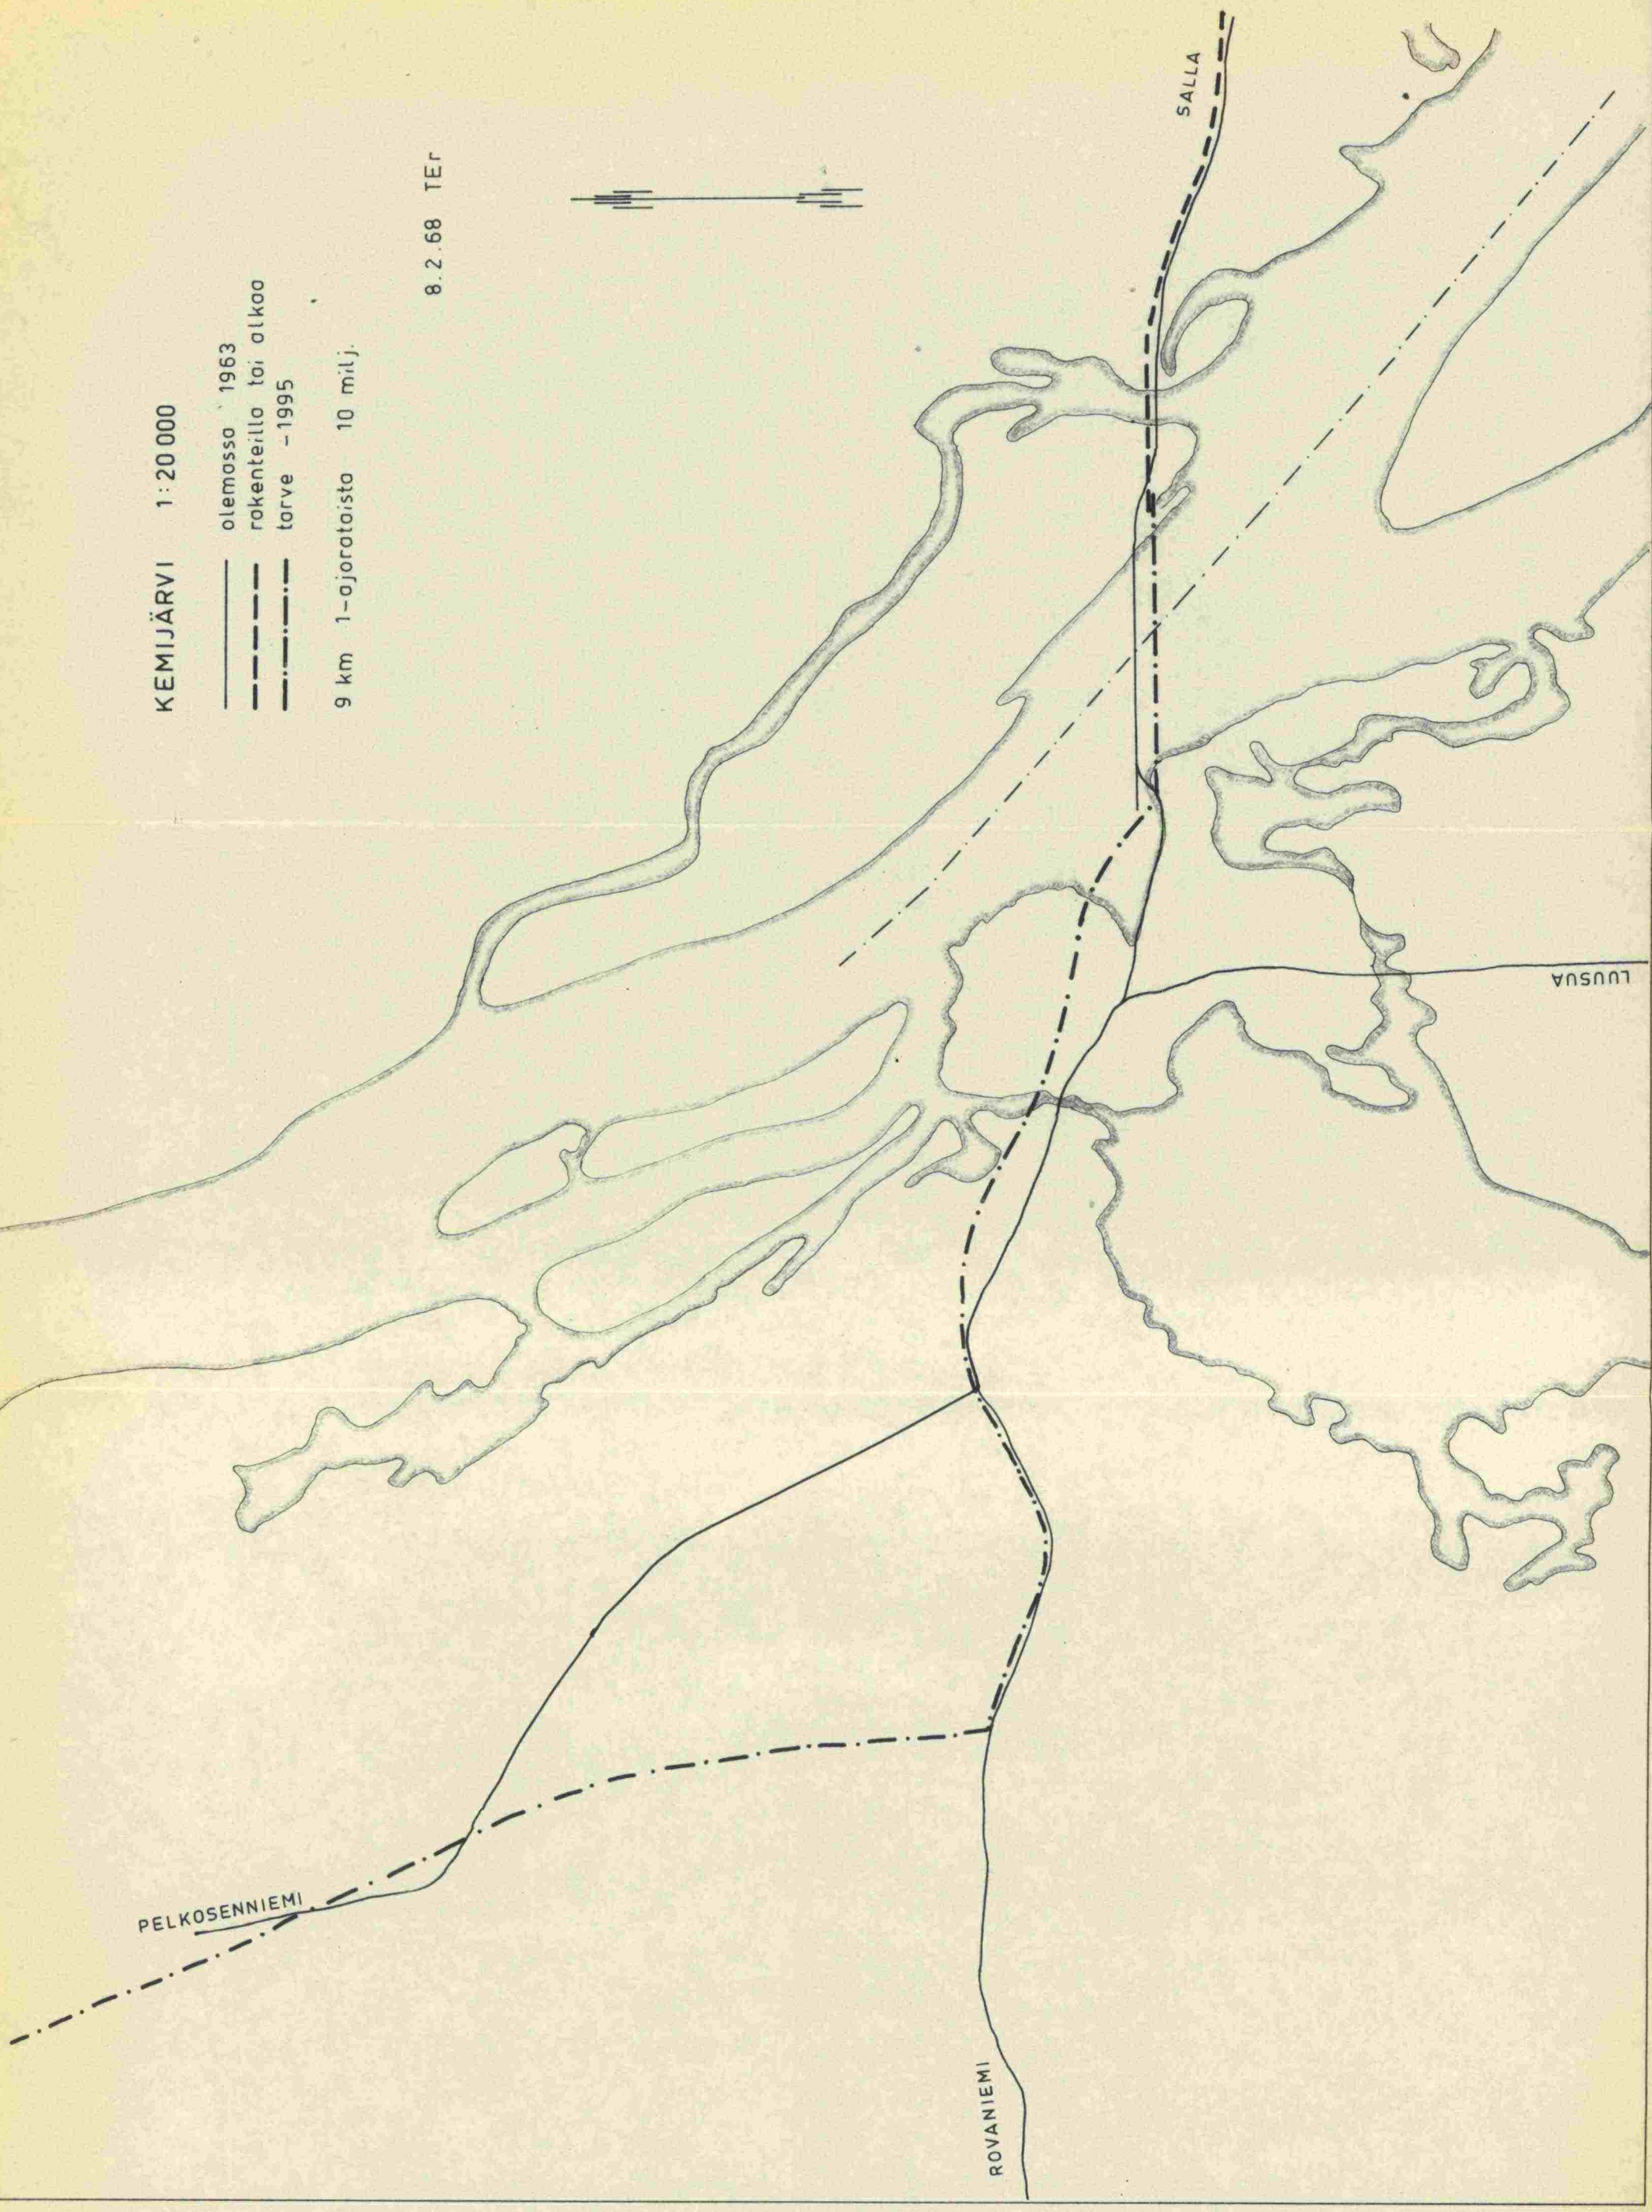 KEMIJÄRVI 1:20 000
olemassa 1963
rakenteilla tai alkaa
tarve -1995
9 km 1-ajorataista 10 milj.
8.2.68 TEr
SALLA
LUUSUA
PELKOSENNIEMI
ROVANIEMI